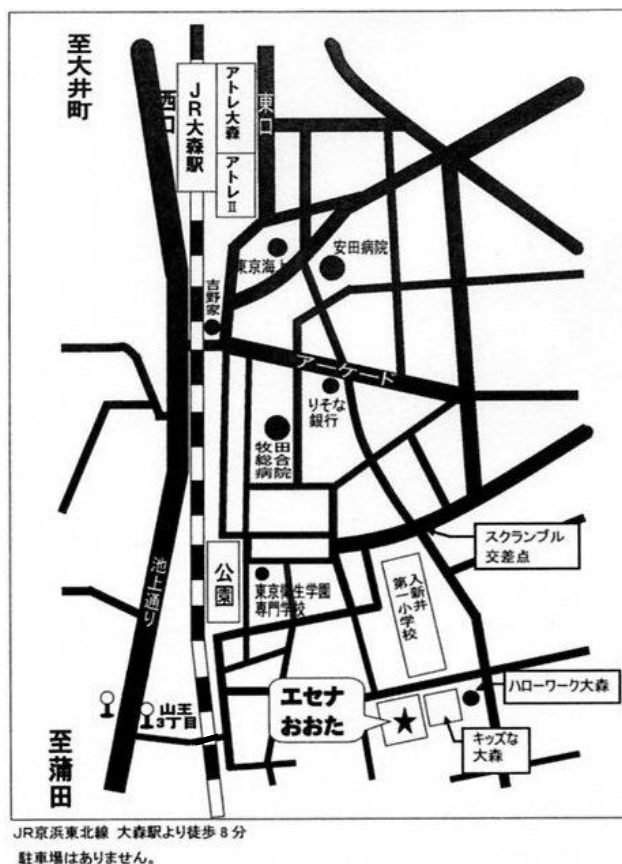 至大井町
西口
JR大森駅
アトレ大森
アトレⅡ
東口
東京海上
安田病院
吉野家
アーケード
りそな
銀行
牧田
総合
病院
スクランブル
交差点
公園
東京衛生学園
専門学校
入新井
第一小学校
池上通り
ハローワーク大森
エセナ
おおた
山王
3丁目
キッズな
大森
至蒲田
JR京浜東北線 大森駅より徒歩8分
駐車場はありません。